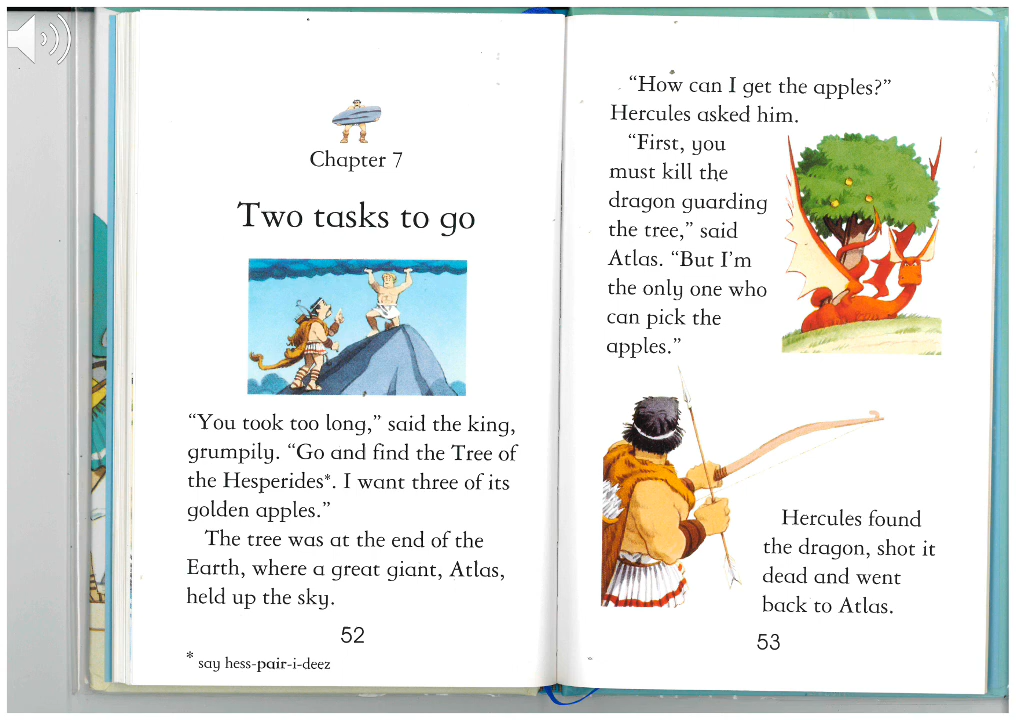 Chapter 7
Two tasks to go
“You took too long,” said the king,
grumpily. “Go and find the Tree of
the Hesperides*. I want three of its
golden apples.”
The tree was at the end of the
Earth, where a great giant, Atlas,
held up the sky.
52
* say hess-pair-i-deez
“How can I get the apples?”
Hercules asked him.
“First, you
must kill the
dragon guarding
the tree,” said
Atlas. “But I’m
the only one who
can pick the
apples.”
Hercules found
the dragon, shot it
dead and went
back to Atlas.
53